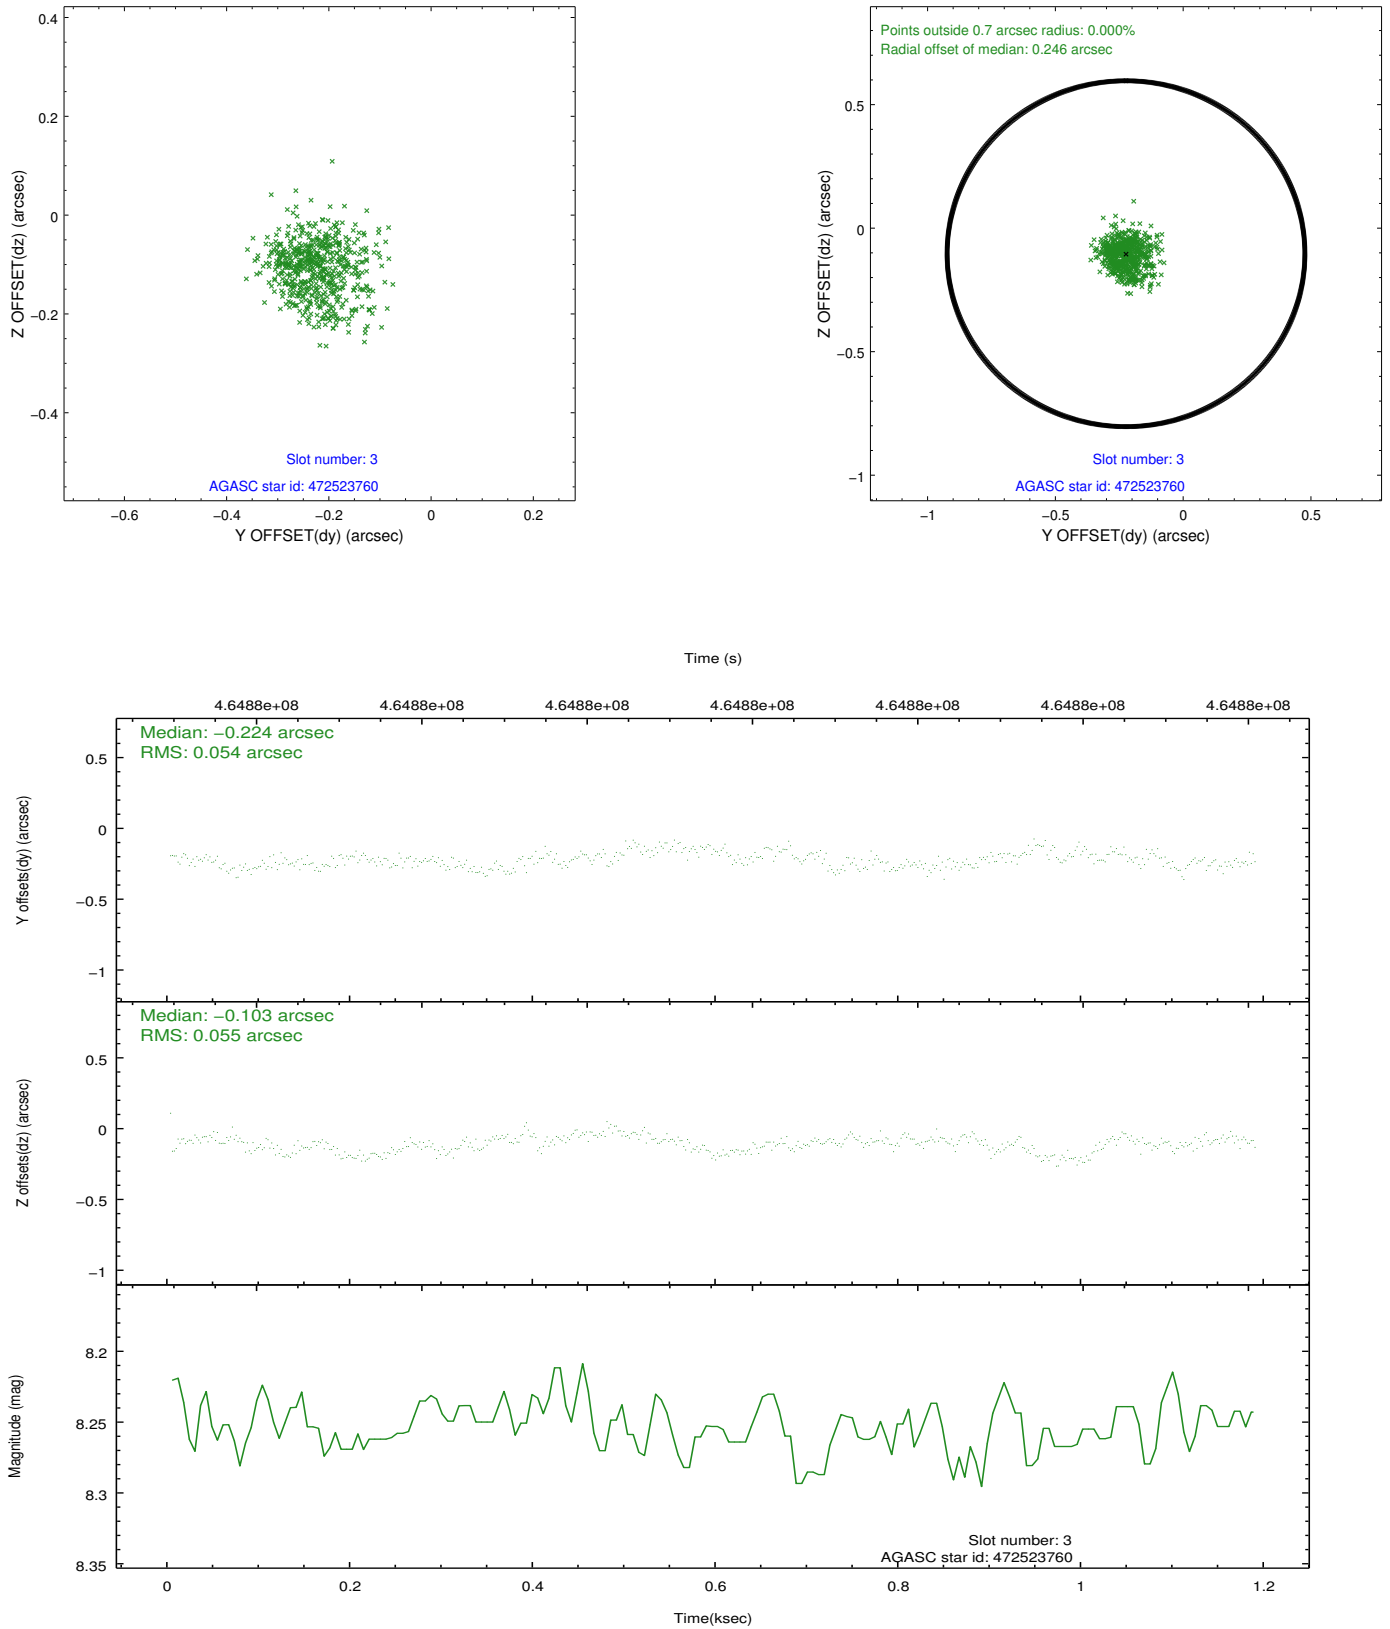 0.4
0.2
0
−0.2
−0.4
Z OFFSET(dz) (arcsec)
Slot number: 3
AGASC star id: 472523760
−0.6 −0.4 −0.2 0 0.2
Y OFFSET(dy) (arcsec)
Points outside 0.7 arcsec radius: 0.000%
Radial offset of median: 0.246 arcsec
0.5
0
−0.5
−1
Z OFFSET(dz) (arcsec)
Slot number: 3
AGASC star id: 472523760
−1 −0.5 0 0.5
Y OFFSET(dy) (arcsec)
Time (s)
4.6488e+08 4.6488e+08 4.6488e+08 4.6488e+08 4.6488e+08 4.6488e+08 4.6488e+08
Median: −0.224 arcsec
RMS: 0.054 arcsec
0.5
0
−0.5
−1
Y offsets(dy) (arcsec)
Median: −0.103 arcsec
RMS: 0.055 arcsec
0.5
0
−0.5
−1
Z offsets(dz) (arcsec)
8.2
8.25
8.3
8.35
Magnitude (mag)
Slot number: 3
AGASC star id: 472523760
0 0.2 0.4 0.6 0.8 1 1.2
Time(ksec)